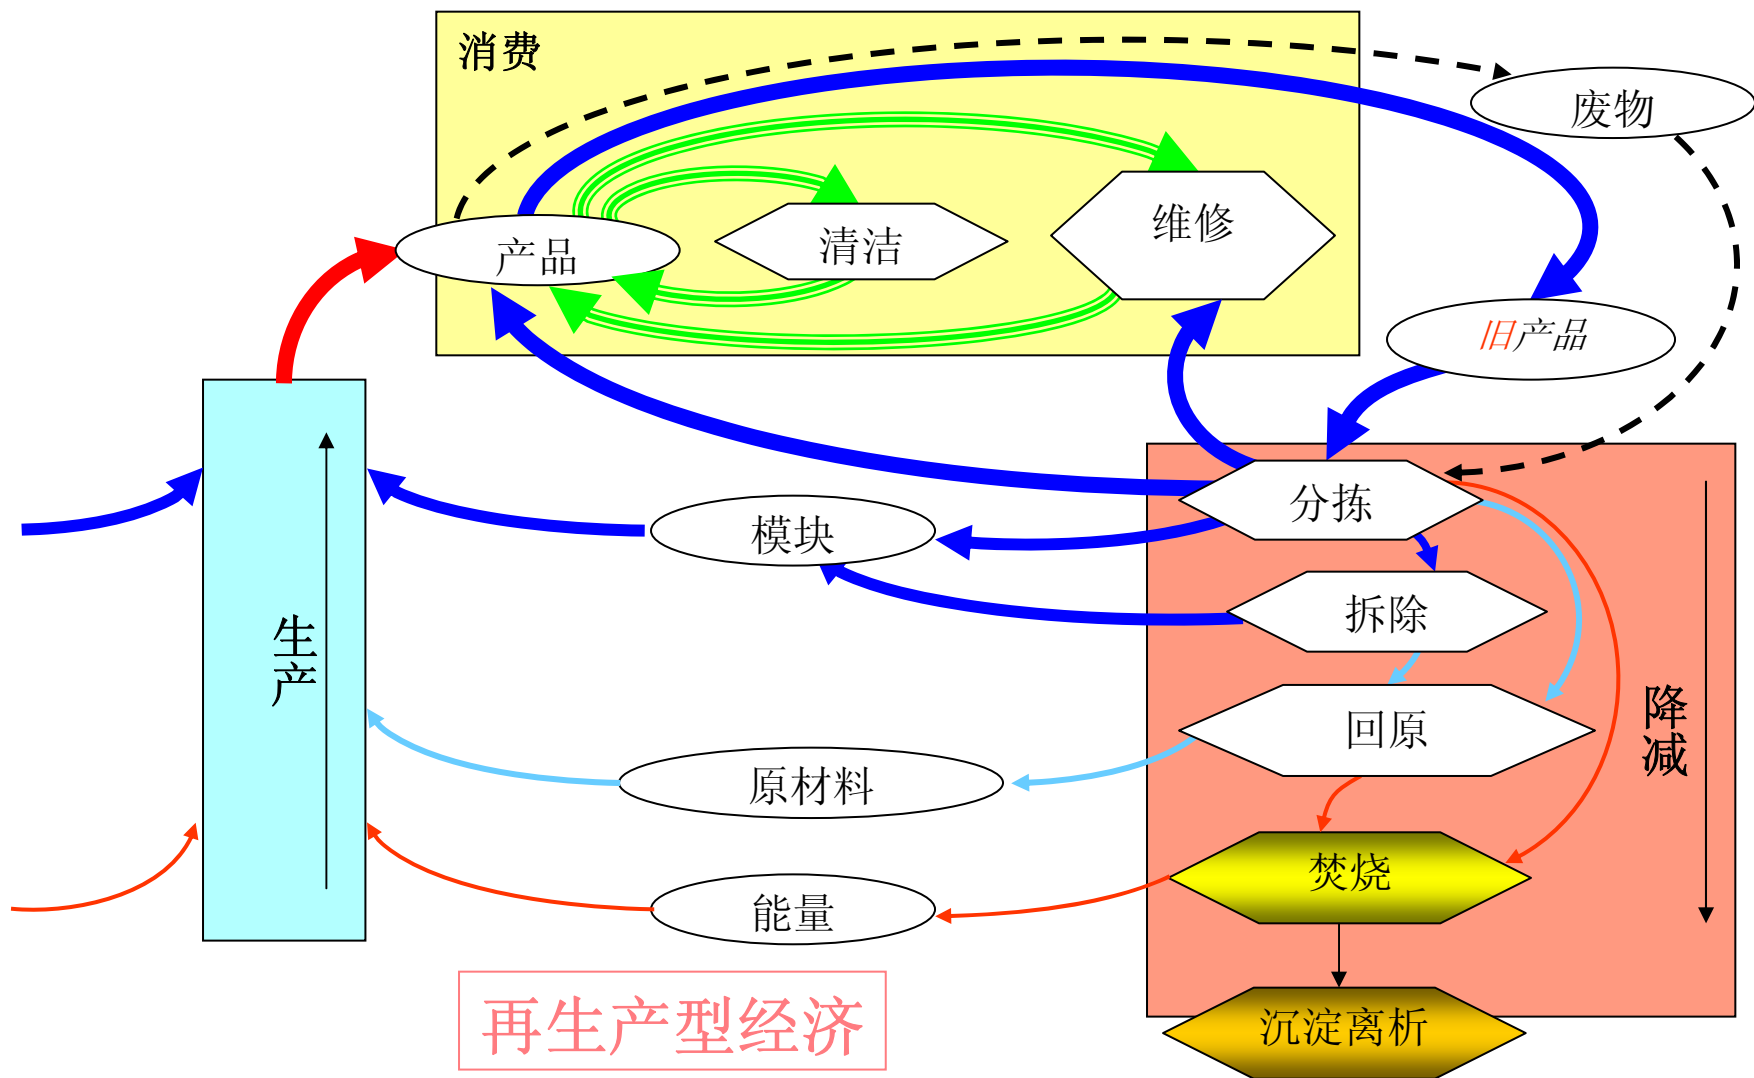 消费
废物
产品
清洁
维修
旧产品
分拣
模块
拆除
生产
回原
降减
原材料
焚烧
能量
再生产型经济
沉淀离析